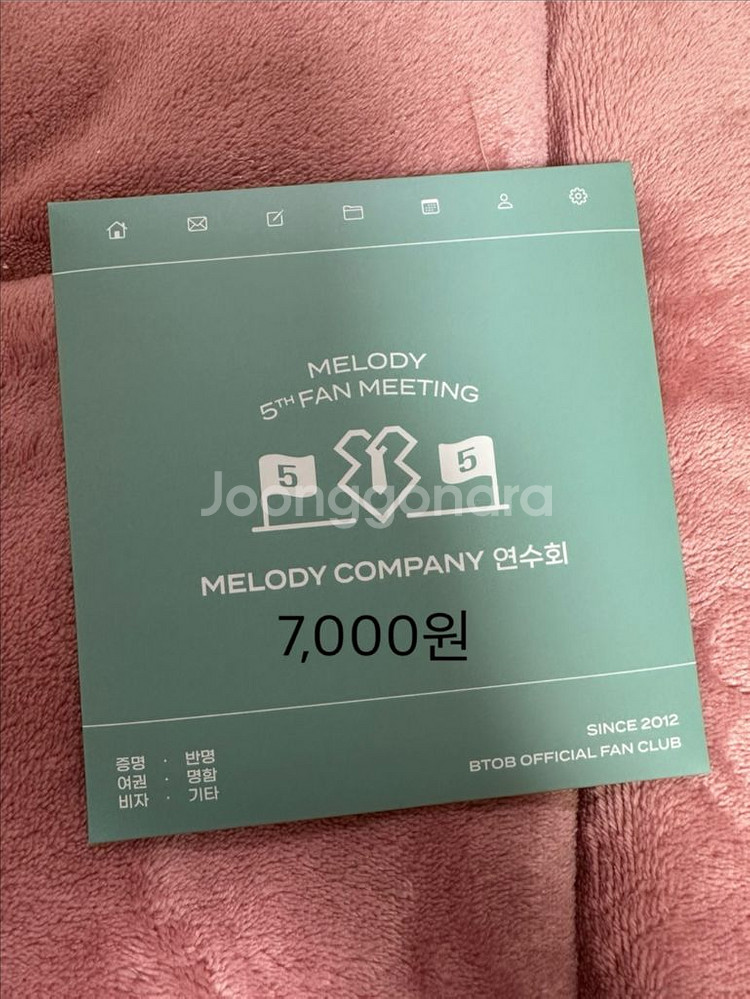 MELODY
5TH FAN MEETING
5
5
Joonggonara
MELODY COMPANY 연수회
7,000원
증명 · 반명
여권 · 명함
비자 · 기타
SINCE 2012
BTOB OFFICIAL FAN CLUB